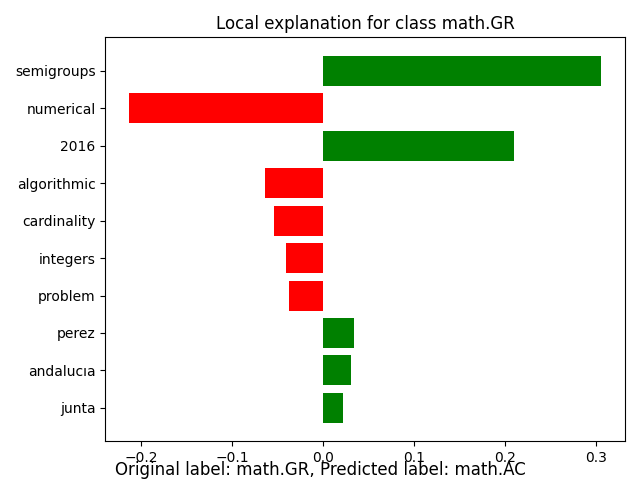 Local explanation for class math.GR
semigroups
numerical
2016
algorithmic
cardinality
integers
problem
perez
andalucıa
junta
−0.2 −0.1 0.0 0.1 0.2 0.3
Original label: math.GR, Predicted label: math.AC